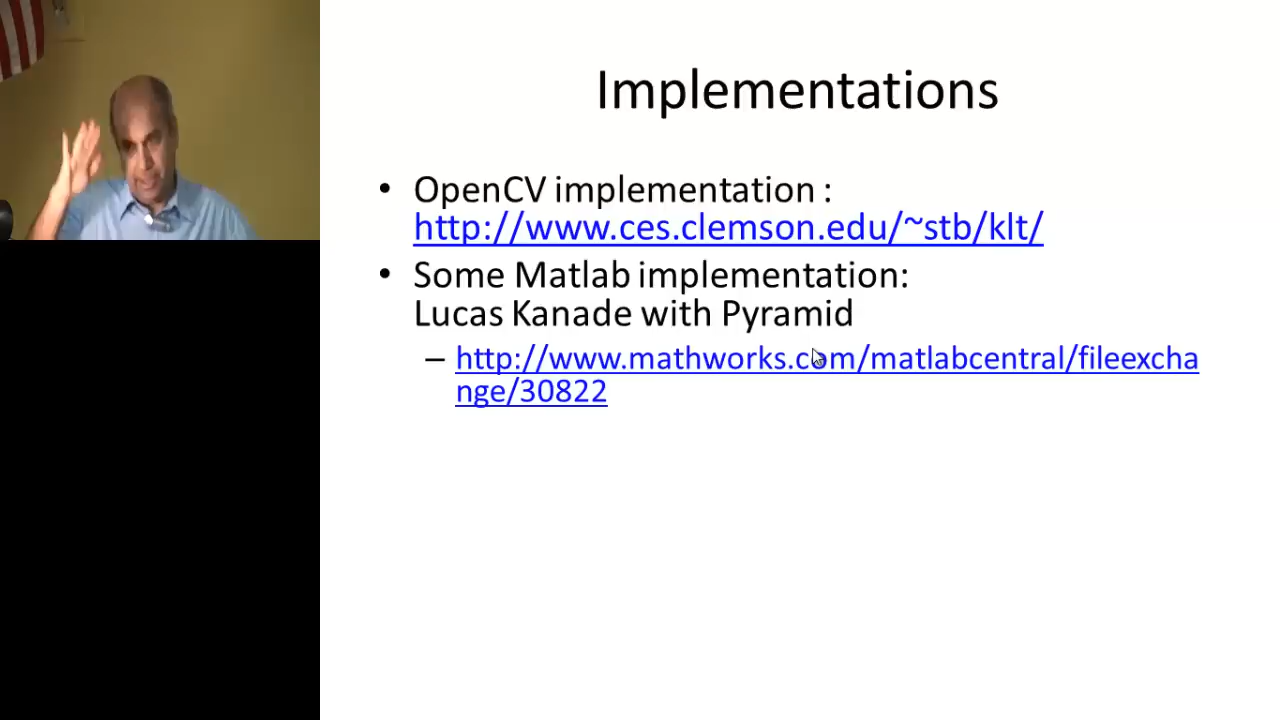 Implementations
• OpenCV implementation :
http://www.ces.clemson.edu/~stb/klt/
• Some Matlab implementation:
Lucas Kanade with Pyramid
– http://www.mathworks.com/matlabcentral/fileexcha
nge/30822